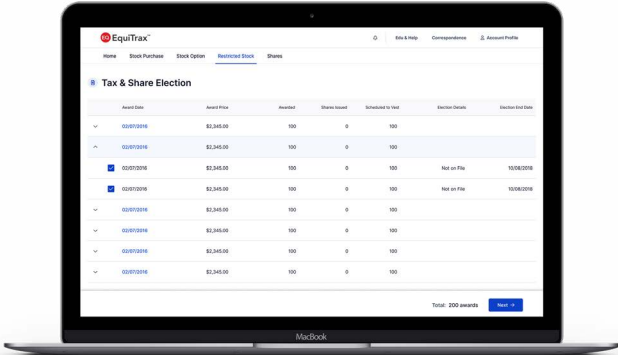 EQ EquiTrax™
Edu & Help Correspondence Account Profile
Home Stock Purchase Stock Option Restricted Stock Shares
Tax & Share Election
Award Date Award Price Awarded Shares Issued Scheduled to Vest Election Details Election End Date
02/07/2016 $2,345.00 100 0 100
02/07/2016 $2,345.00 100 0 100
02/07/2016 $2,345.00 100 0 100 Not on File 10/08/2018
02/07/2016 $2,345.00 100 0 100 Not on File 10/08/2018
02/07/2016 $2,345.00 100 0 100
02/07/2016 $2,345.00 100 0 100
02/07/2016 $2,345.00 100 0 100
02/07/2016 $2,345.00 100 0 100
Total: 200 awards Next →
MacBook